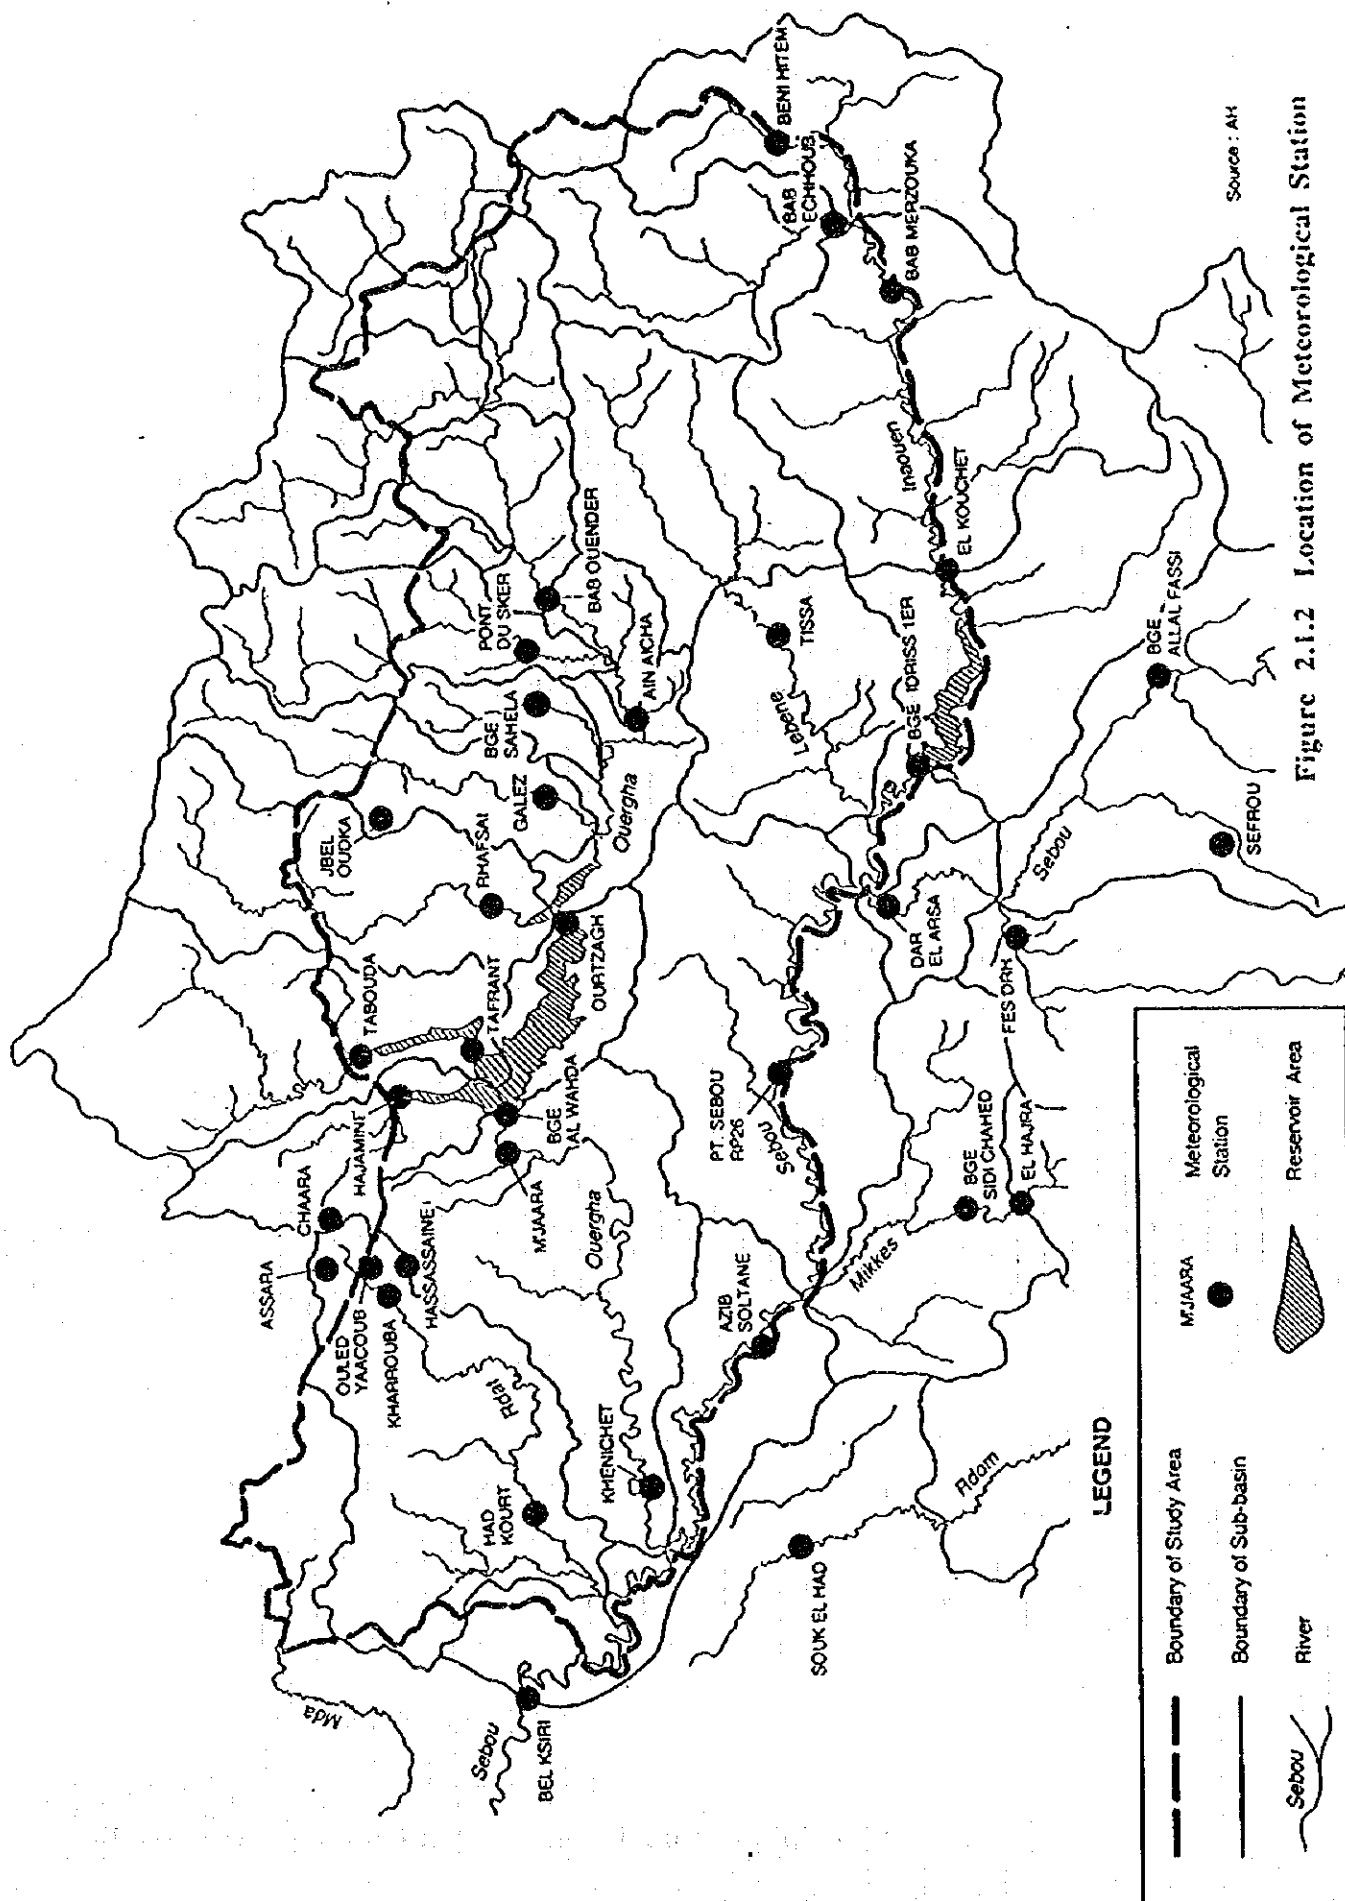 Mda
Sebou
BEL KSIRI
HAD
KOURT
KHENICHET
Rdat
ASSARA
CHAARA
OULED
YAACOUB
KHARROUBA
HASSASSAINE
HAJAMINE
TABOUDA
TAFRANT
M'JAARA
BGE
AL WAHDA
OURTZAGH
Ouergha
JBEL
OUDKA
RHAFSAI
GALEZ
BGE
SAHELA
PONT
DU SKER
BAB OUENDER
AIN AICHA
Ouergha
TISSA
Lebene
BGE IDRISS 1ER
EL KOUCHET
Inaouen
BAB MERZOUKA
BAB
ECHHOUB
BENI HITEM
AZIB
SOLTANE
PT. SEBOU
RP26
Sebou
DAR
EL ARSA
FES DRH
Sebou
SEFROU
BGE
ALLAL FASSI
Mikkes
BGE
SIDI CHAHED
EL HAJRA
SOUK EL HAD
Rdom
LEGEND
Boundary of Study Area
Boundary of Sub-basin
Sebou
River
M'JAARA
Meteorological
Station
Reservoir Area
Source : AH
Figure 2.1.2 Location of Meteorological Station